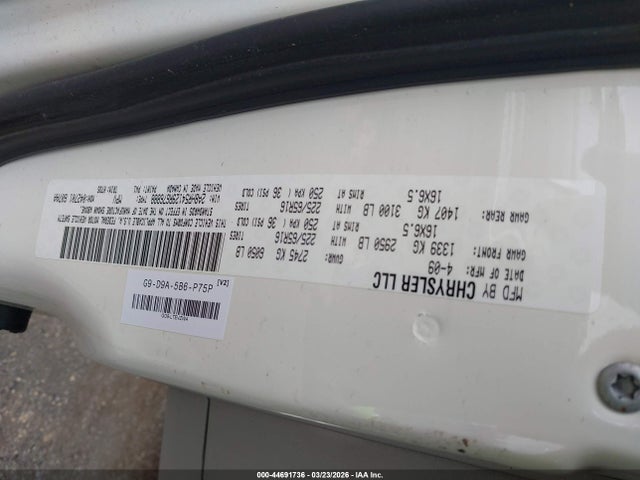 MFD BY CHRYSLER LLC
DATE OF MFR: 4-09
GVWR: 2745 KG 6050 LB
GAWR FRONT: 1339 KG 2950 LB WITH 225/65R16 TIRES
16X6.5 RIMS AT 250 KPA ( 36 PSI) COLD
GAWR REAR: 1407 KG 3100 LB WITH 225/65R16 TIRES
16X6.5 RIMS AT 250 KPA ( 36 PSI) COLD
THIS VEHICLE CONFORMS TO ALL APPLICABLE U.S.A. FEDERAL MOTOR VEHICLE SAFETY
STANDARDS IN EFFECT ON THE DATE OF MANUFACTURE SHOWN ABOVE.
TYPE: MPV
VEHICLE MADE IN CANADA
G9-D9A-5B6-P75P [V2]
000-44691736 - 03/23/2026 - IAA Inc.